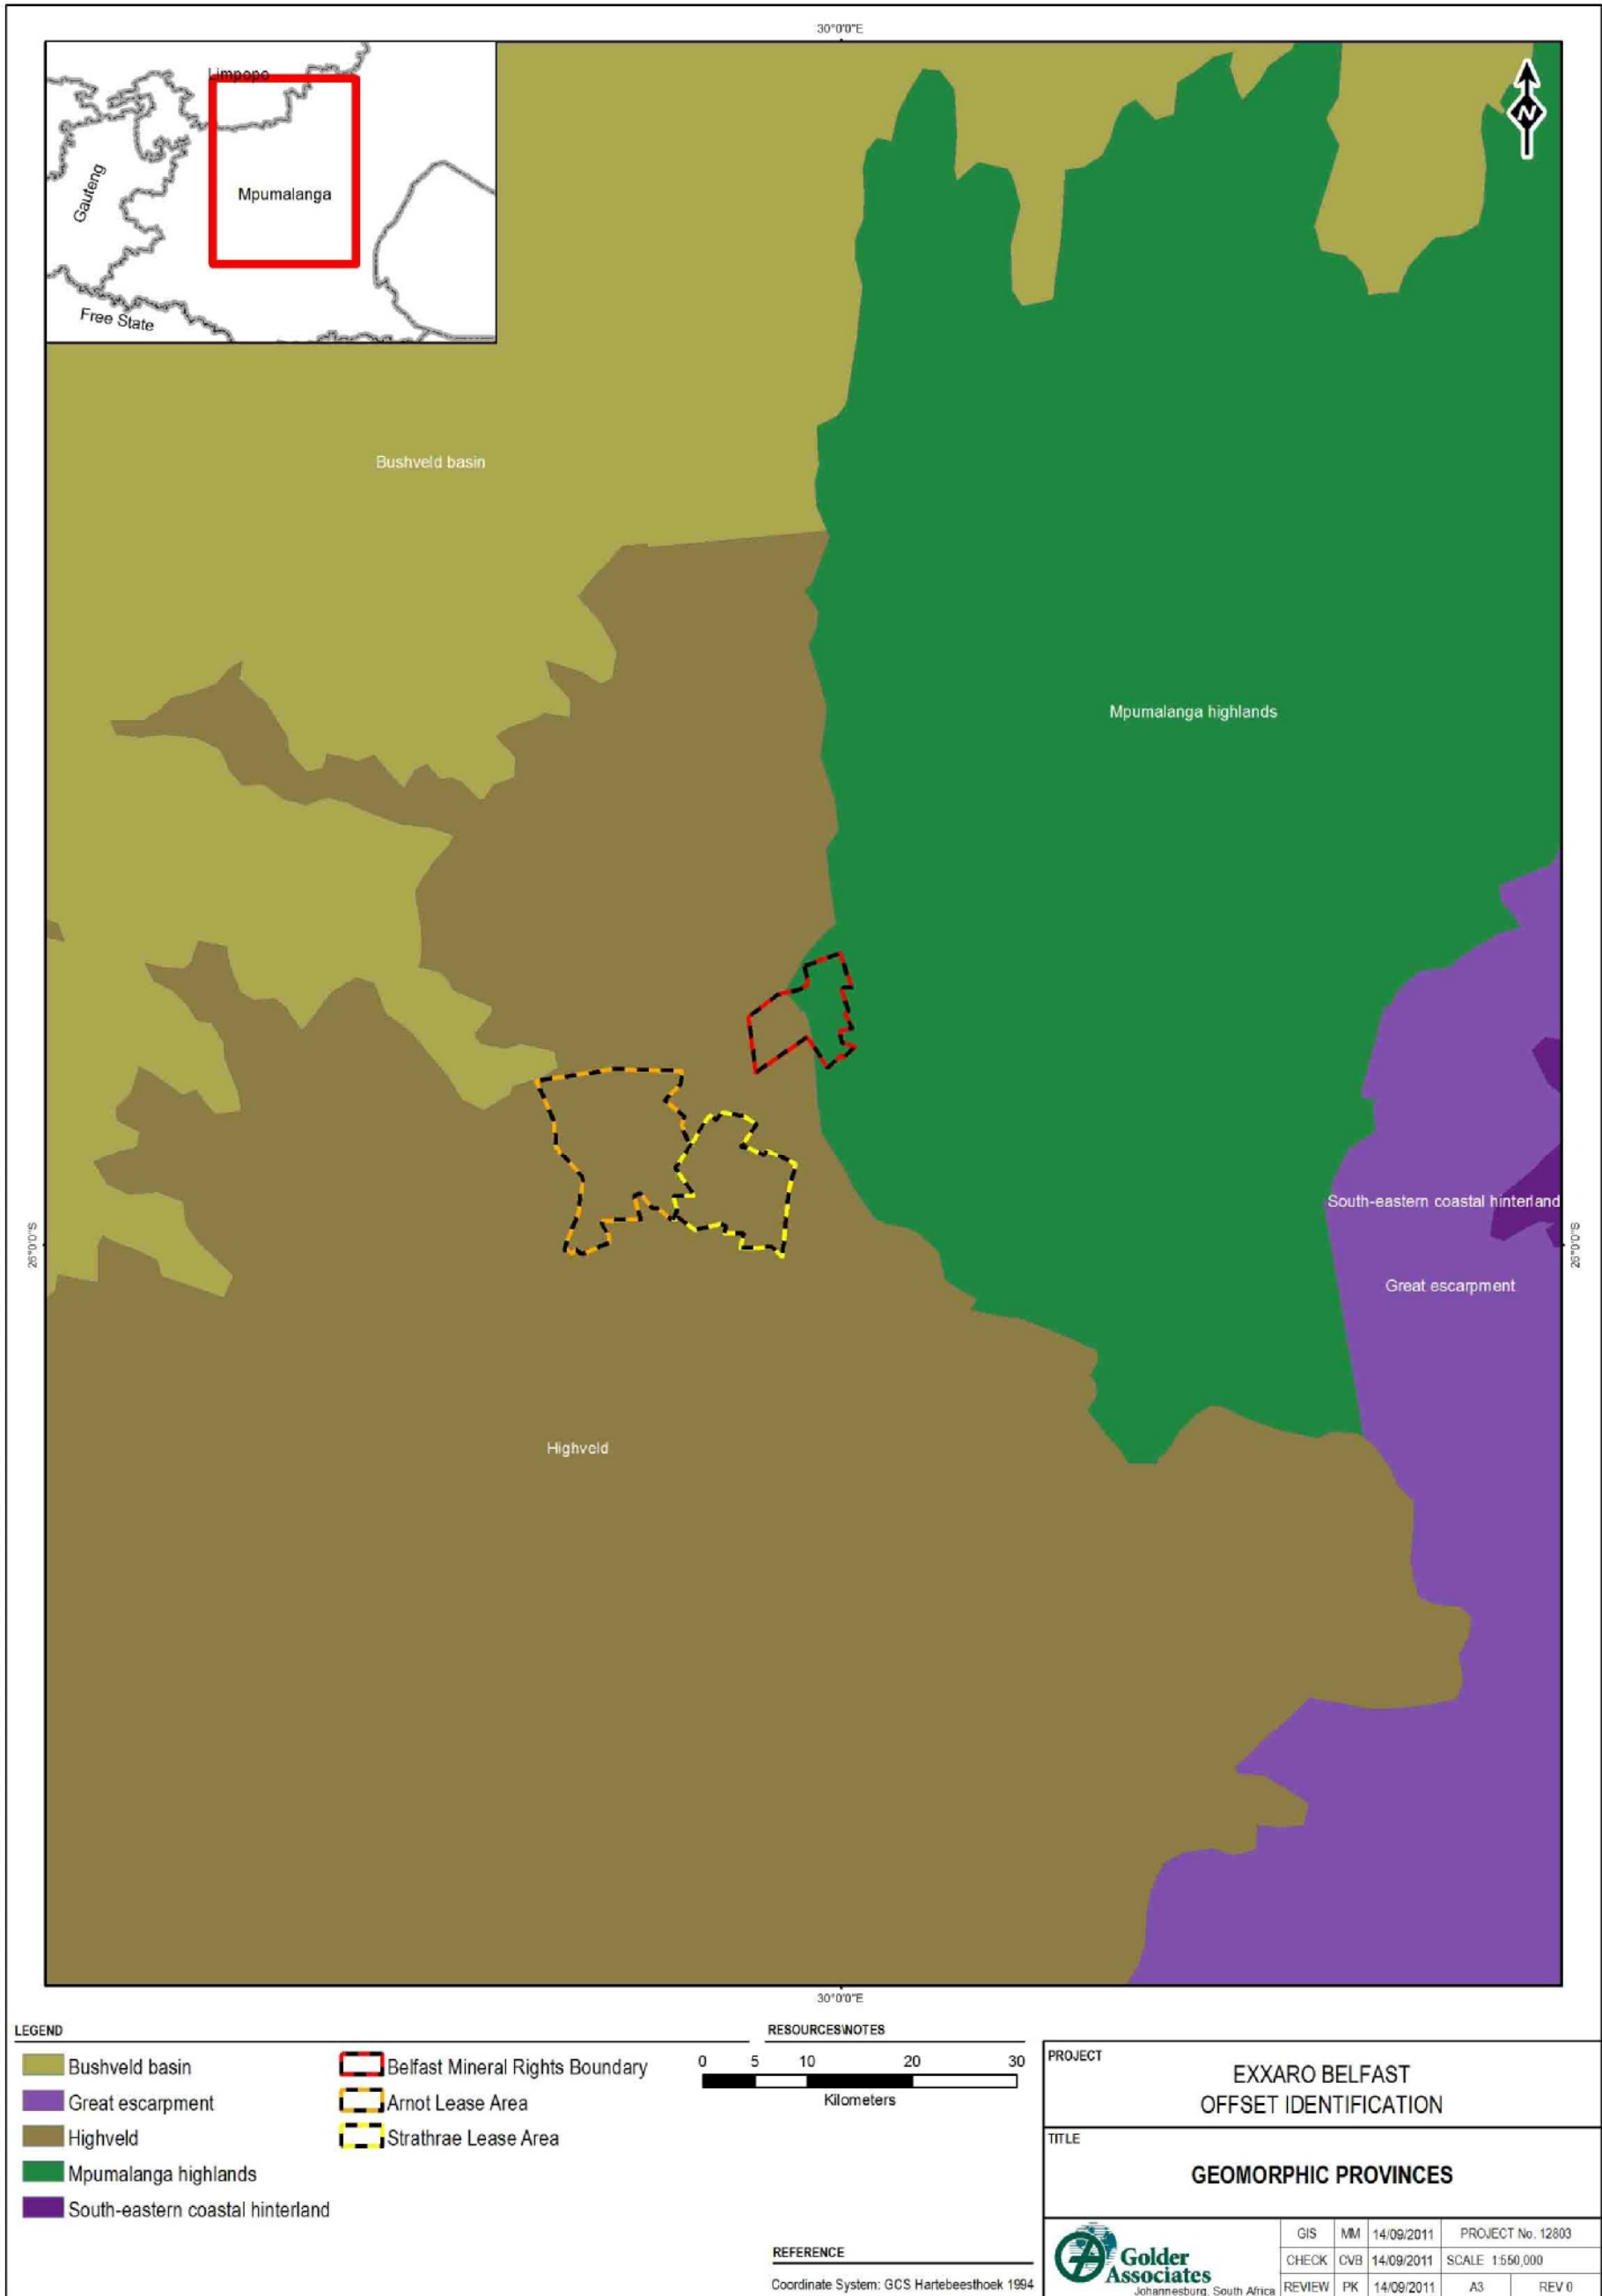 30°0'0"E
Limpopo
Gauteng
Mpumalanga
Free State
N
Bushveld basin
Mpumalanga highlands
South-eastern coastal hinterland
26°0'0"S
26°0'0"S
Great escarpment
Highveld
30°0'0"E
LEGEND
Bushveld basin
Great escarpment
Highveld
Mpumalanga highlands
South-eastern coastal hinterland
Belfast Mineral Rights Boundary
Arnot Lease Area
Strathrae Lease Area
RESOURCES\NOTES
0 5 10 20 30
Kilometers
REFERENCE
Coordinate System: GCS Hartebeesthoek 1994
PROJECT
EXXARO BELFAST
OFFSET IDENTIFICATION
TITLE
GEOMORPHIC PROVINCES
Golder
Associates
Johannesburg, South Africa
GIS MM 14/09/2011 PROJECT No. 12803
CHECK CVB 14/09/2011 SCALE 1:550,000
REVIEW PK 14/09/2011 A3 REV 0